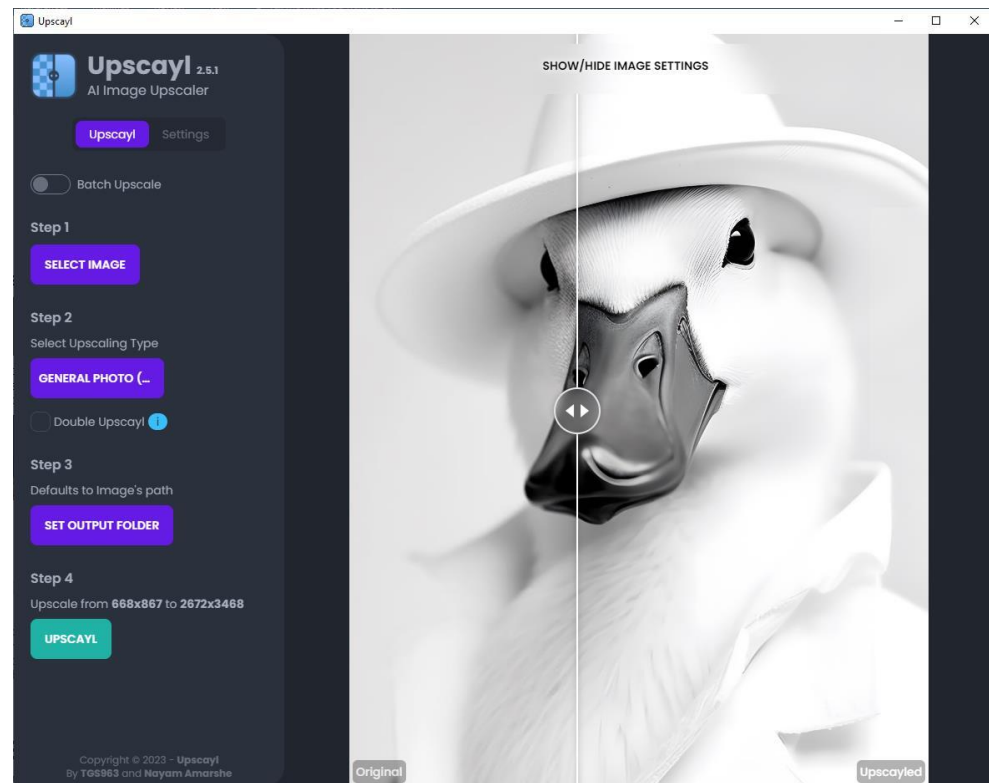 Upscayl
Upscayl 2.5.1
AI Image Upscaler
Upscayl Settings
Batch Upscale
Step 1
SELECT IMAGE
Step 2
Select Upscaling Type
GENERAL PHOTO (...
Double Upscayl i
Step 3
Defaults to Image's path
SET OUTPUT FOLDER
Step 4
Upscale from 668x867 to 2672x3468
UPSCAYL
Copyright © 2023 - Upscayl
By TGS963 and Nayam Amarshe
SHOW/HIDE IMAGE SETTINGS
Original
Upscayled